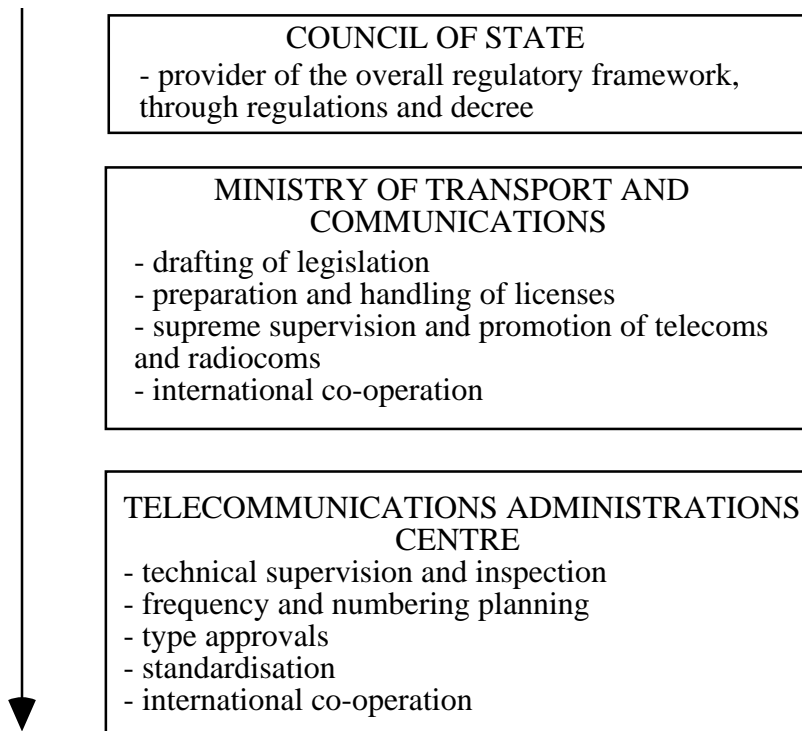 COUNCIL OF STATE
- provider of the overall regulatory framework,
through regulations and decree
MINISTRY OF TRANSPORT AND
COMMUNICATIONS
- drafting of legislation
- preparation and handling of licenses
- supreme supervision and promotion of telecoms
and radiocoms
- international co-operation
TELECOMMUNICATIONS ADMINISTRATIONS
CENTRE
- technical supervision and inspection
- frequency and numbering planning
- type approvals
- standardisation
- international co-operation